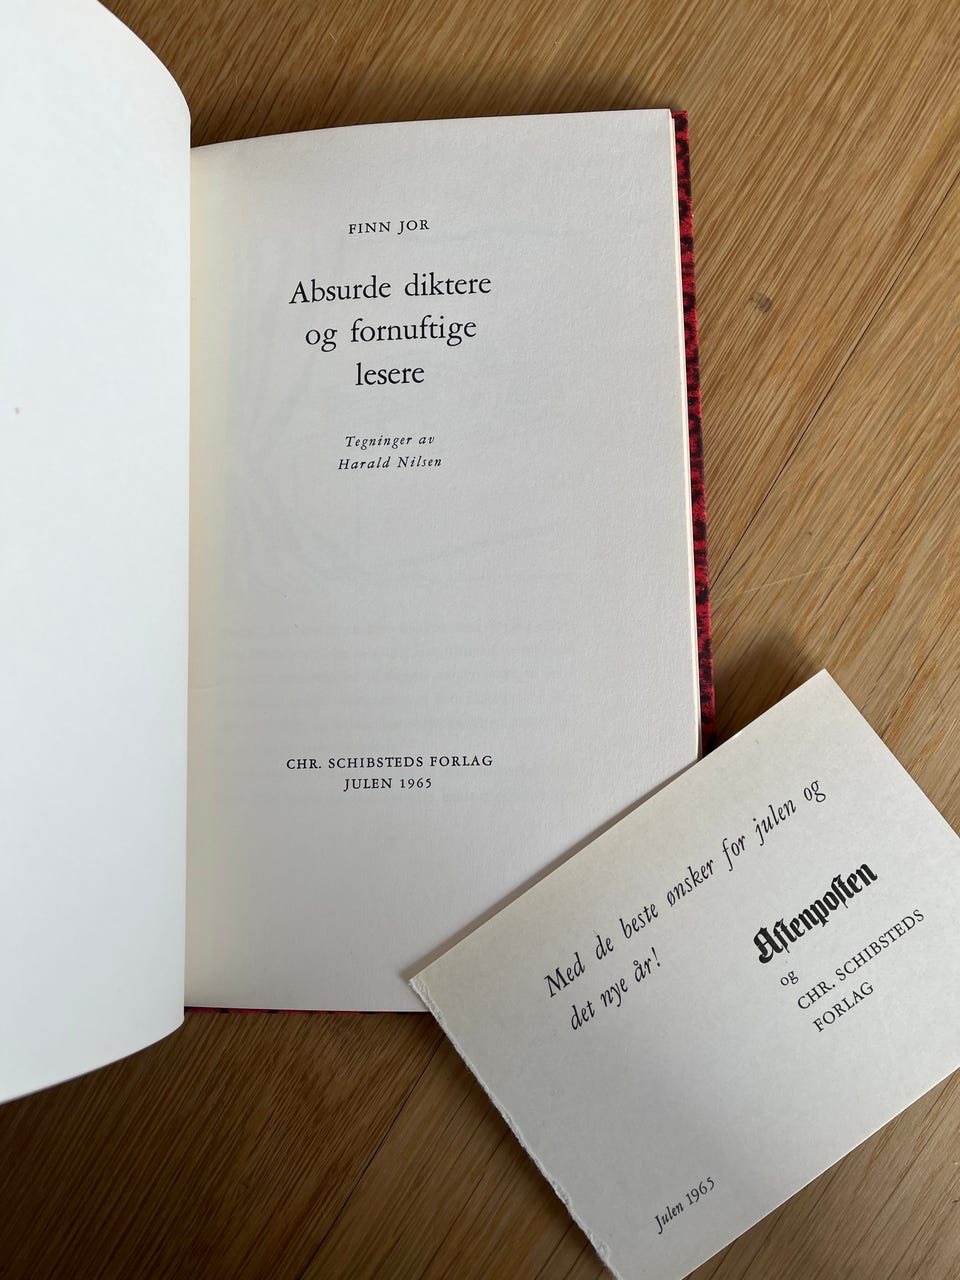 FINN JOR
Absurde diktere
og fornuftige
lesere
Tegninger av
Harald Nilsen
CHR. SCHIBSTEDS FORLAG
JULEN 1965
Med de beste ønsker for julen og
det nye år!
Aftenposten
og
CHR. SCHIBSTEDS
FORLAG
Julen 1965